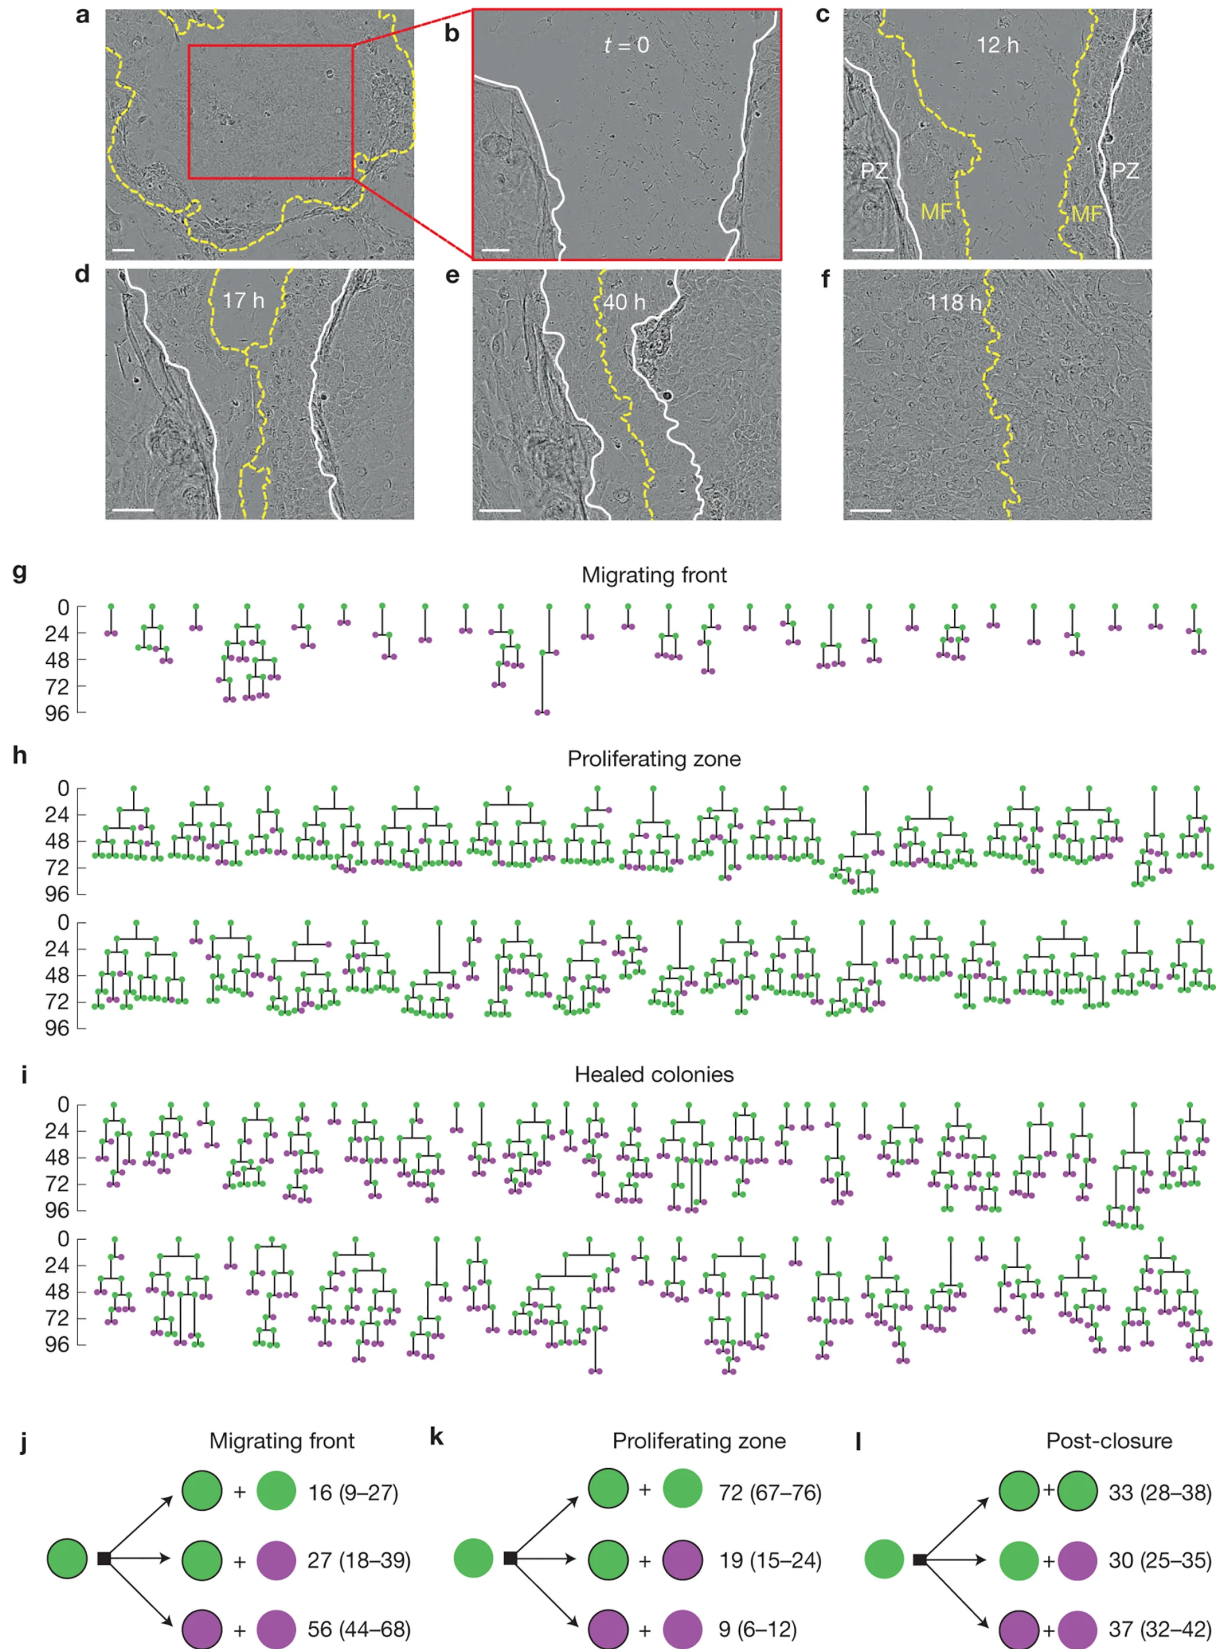 a
b
t = 0
c
12 h
PZ
MF
MF
PZ
d
17 h
e
40 h
f
118 h
g
Migrating front
0
24
48
72
96
h
Proliferating zone
0
24
48
72
96
0
24
48
72
96
i
Healed colonies
0
24
48
72
96
0
24
48
72
96
j
Migrating front
+
16 (9–27)
+
27 (18–39)
+
56 (44–68)
k
Proliferating zone
+
72 (67–76)
+
19 (15–24)
+
9 (6–12)
l
Post-closure
+
33 (28–38)
+
30 (25–35)
+
37 (32–42)